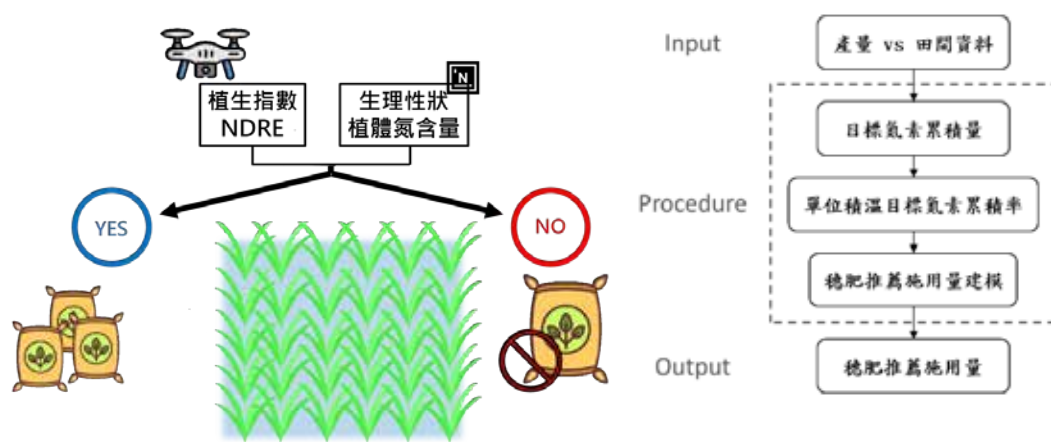 植生指數
NDRE
生理性狀
植體氮含量
N
YES
NO
Input
產量 vs 田間資料
目標氮素累積量
Procedure
單位積溫目標氮素累積率
穗肥推薦施用量建模
Output
穗肥推薦施用量